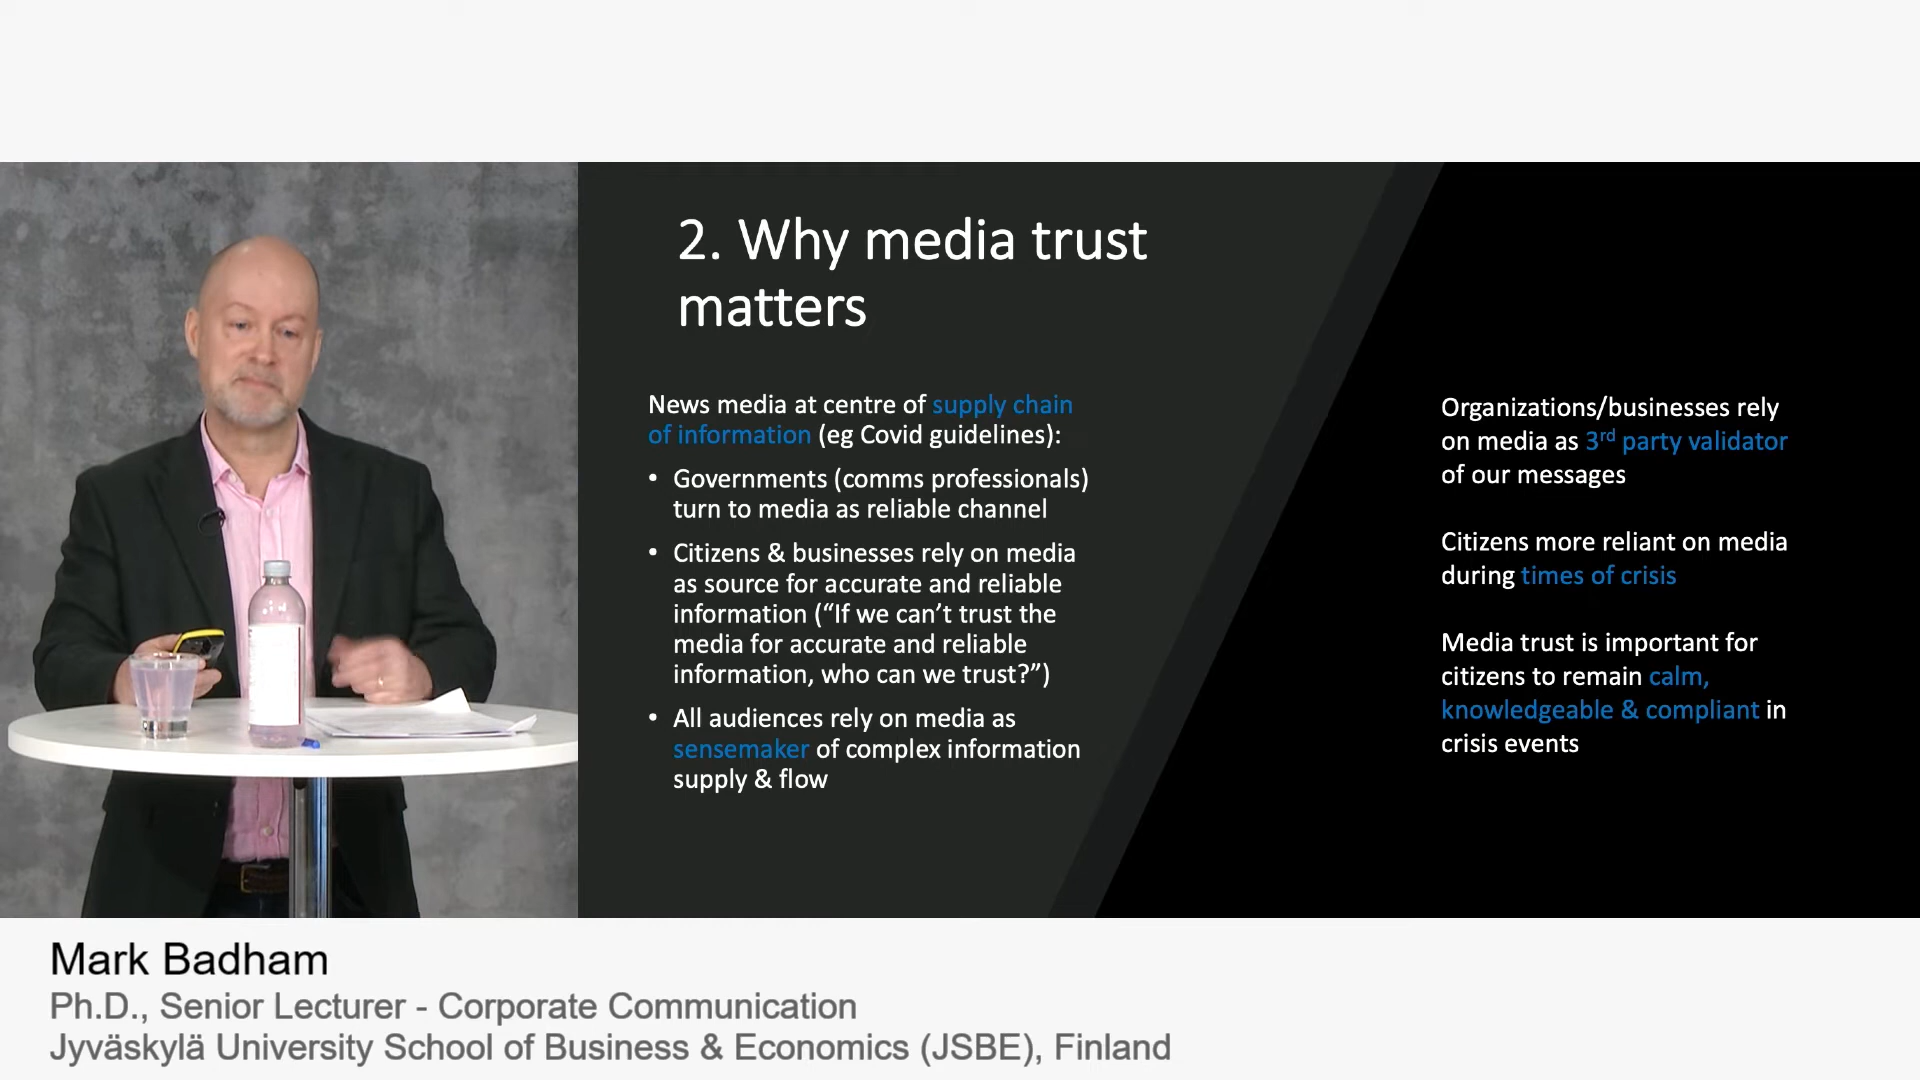 2. Why media trust
matters
News media at centre of supply chain
of information (eg Covid guidelines):
• Governments (comms professionals)
turn to media as reliable channel
• Citizens & businesses rely on media
as source for accurate and reliable
information (“If we can’t trust the
media for accurate and reliable
information, who can we trust?”)
• All audiences rely on media as
sensemaker of complex information
supply & flow
Organizations/businesses rely
on media as 3rd party validator
of our messages
Citizens more reliant on media
during times of crisis
Media trust is important for
citizens to remain calm,
knowledgeable & compliant in
crisis events
Mark Badham
Ph.D., Senior Lecturer - Corporate Communication
Jyväskylä University School of Business & Economics (JSBE), Finland